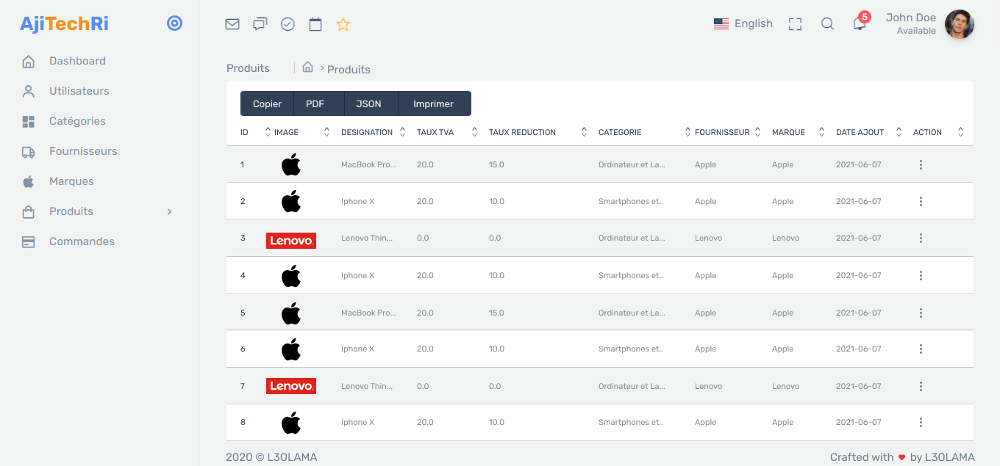 AjiTechRi
English
5
John Doe
Available
Dashboard
Utilisateurs
Catégories
Fournisseurs
Marques
Produits
Commandes
Produits
Produits
Copier PDF JSON Imprimer
ID IMAGE DESIGNATION TAUX TVA TAUX REDUCTION CATEGORIE FOURNISSEUR MARQUE DATE AJOUT ACTION
1 MacBook Pro... 20.0 15.0 Ordinateur et La... Apple Apple 2021-06-07
2 Iphone X 20.0 10.0 Smartphones et.. Apple Apple 2021-06-07
3 Lenovo Lenovo Thin... 0.0 0.0 Ordinateur et La... Lenovo Lenovo 2021-06-07
4 Iphone X 20.0 10.0 Smartphones et.. Apple Apple 2021-06-07
5 MacBook Pro... 20.0 15.0 Ordinateur et La... Apple Apple 2021-06-07
6 Iphone X 20.0 10.0 Smartphones et.. Apple Apple 2021-06-07
7 Lenovo Lenovo Thin... 0.0 0.0 Ordinateur et La... Lenovo Lenovo 2021-06-07
8 Iphone X 20.0 10.0 Smartphones et.. Apple Apple 2021-06-07
2020 © L3OLAMA
Crafted with ♥ by L3OLAMA